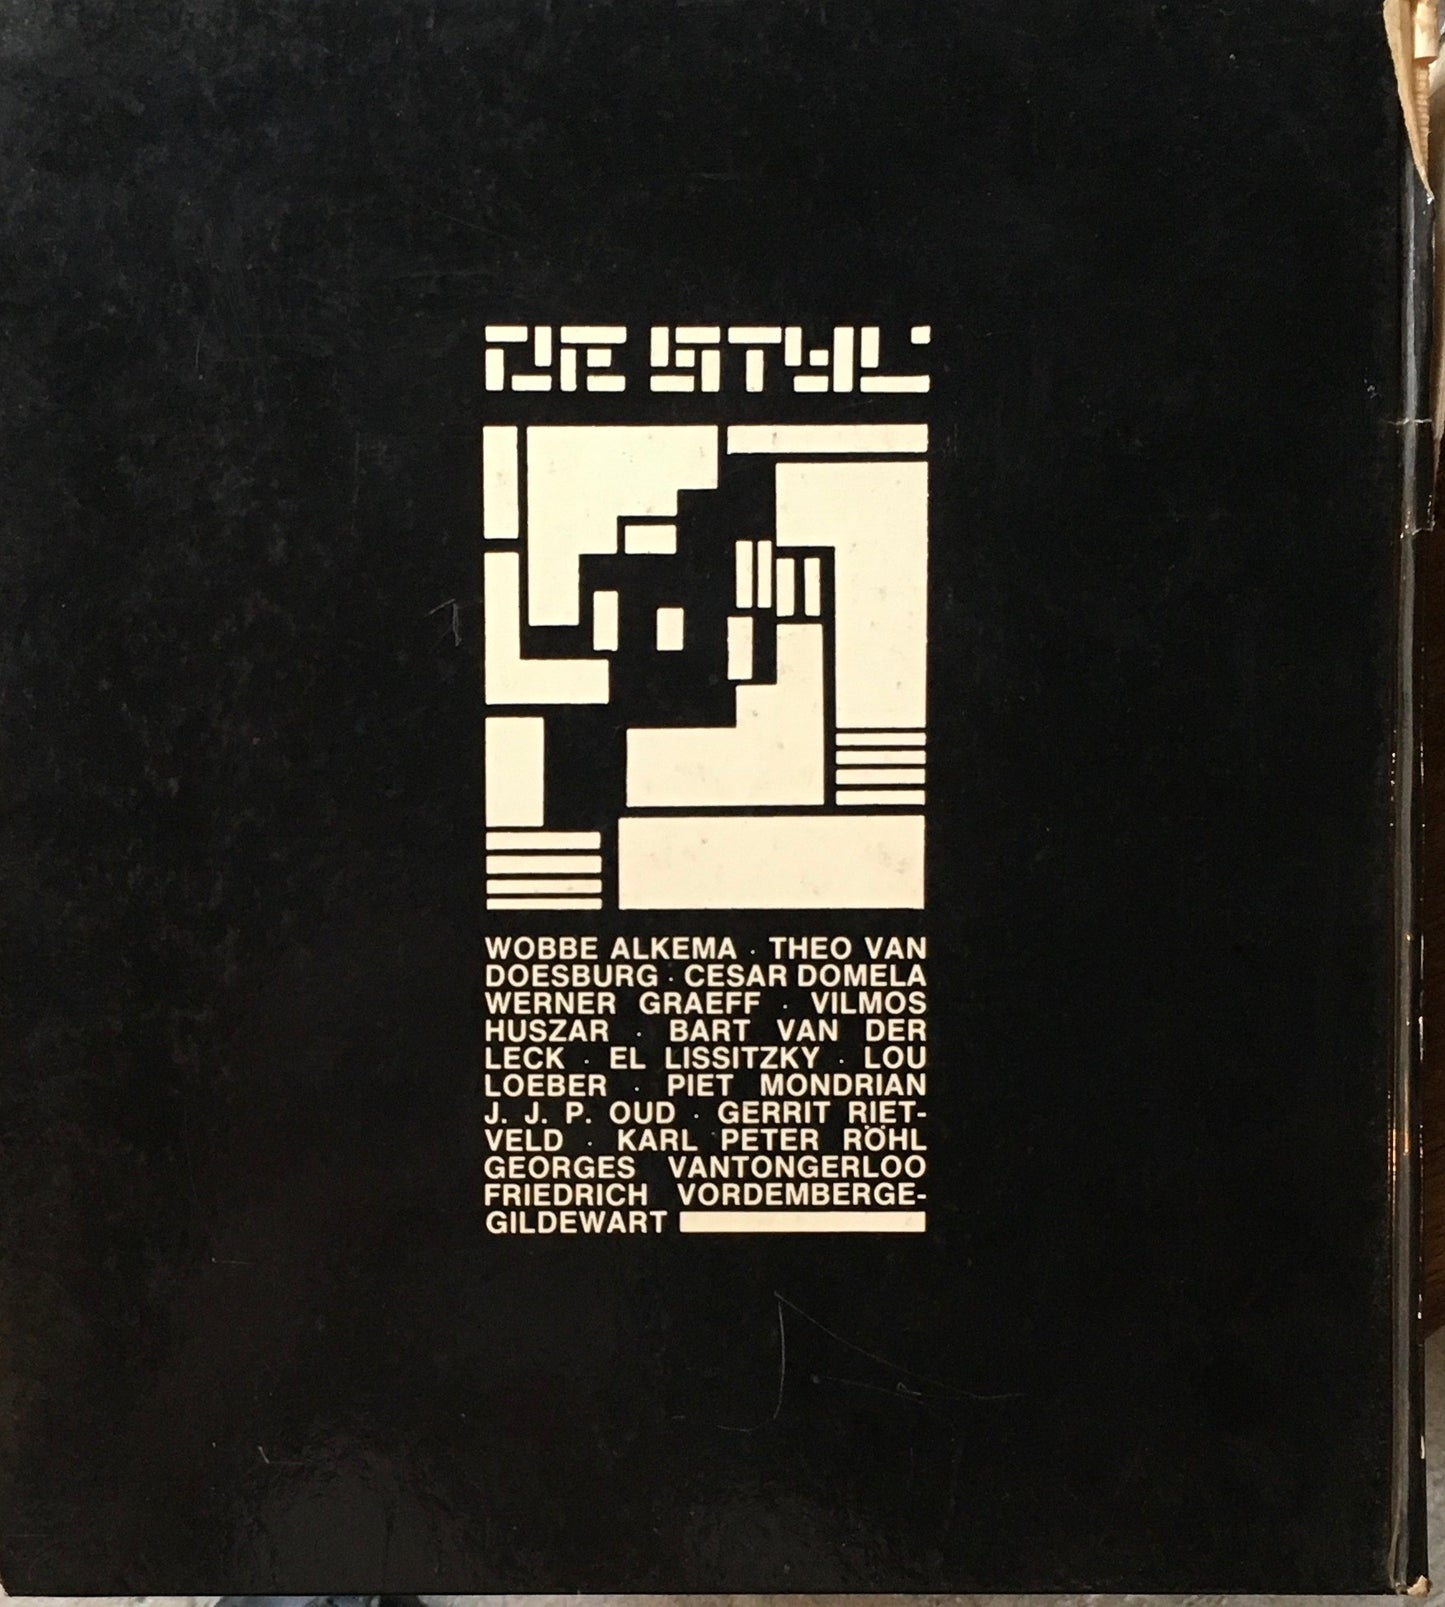 DE STYL
WOBBE ALKEMA · THEO VAN
DOESBURG · CESAR DOMELA
WERNER GRAEFF · VILMOS
HUSZAR · BART VAN DER
LECK · EL LISSITZKY · LOU
LOEBER · PIET MONDRIAN
J. J. P. OUD · GERRIT RIET-
VELD · KARL PETER RÖHL
GEORGES VANTONGERLOO
FRIEDRICH VORDEMBERGE-
GILDEWART